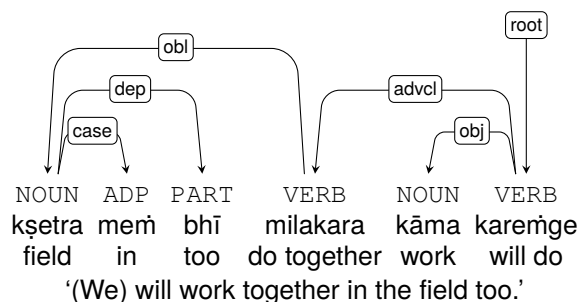 root
obl
dep advcl
case obj
NOUN ADP PART VERB NOUN VERB
kṣetra meṁ bhī milakara kāma kareṁge
field in too do together work will do
‘(We) will work together in the field too.’